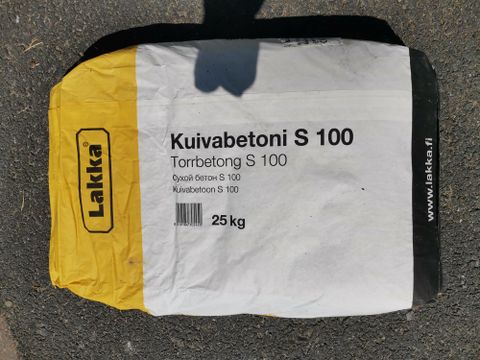 Lakka®
Kuivabetoni S 100
Torrbetong S 100
Сухой бетон S 100
Kuivabetoon S 100
25 kg
www.lakka.fi